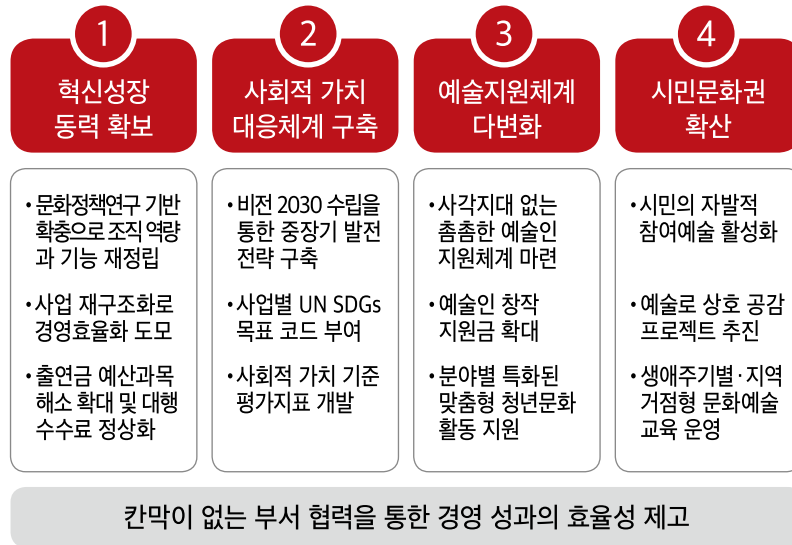 1
혁신성장
동력 확보
• 문화정책연구 기반
확충으로 조직 역량
과 기능 재정립
• 사업 재구조화로
경영효율화 도모
• 출연금 예산과목
해소 확대 및 대행
수수료 정상화
2
사회적 가치
대응체계 구축
• 비전 2030 수립을
통한 중장기 발전
전략 구축
• 사업별 UN SDGs
목표 코드 부여
• 사회적 가치 기준
평가지표 개발
3
예술지원체계
다변화
• 사각지대 없는
촘촘한 예술인
지원체계 마련
• 예술인 창작
지원금 확대
• 분야별 특화된
맞춤형 청년문화
활동 지원
4
시민문화권
확산
• 시민의 자발적
참여예술 활성화
• 예술로 상호 공감
프로젝트 추진
• 생애주기별·지역
거점형 문화예술
교육 운영
칸막이 없는 부서 협력을 통한 경영 성과의 효율성 제고